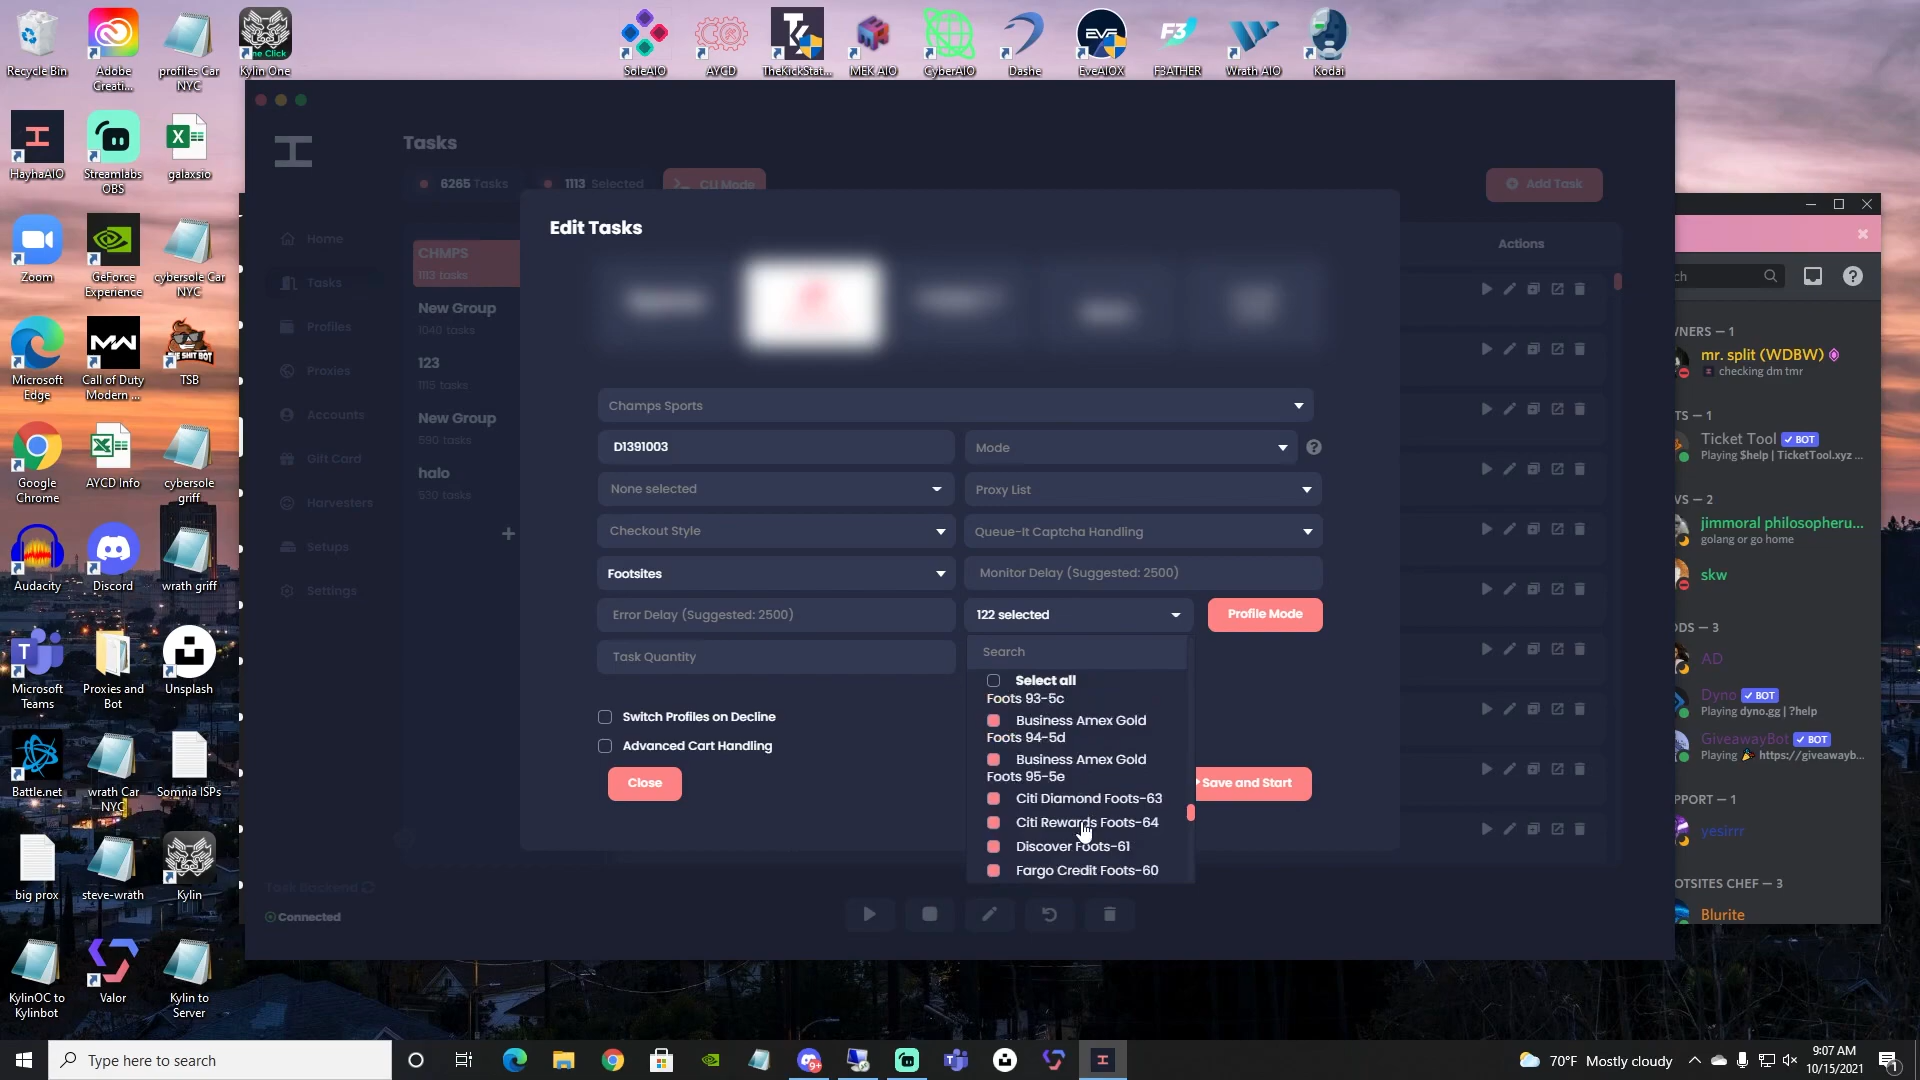 Recycle Bin
Adobe
Creati...
profiles Car
NYC
Kylin One
SoleAIO
AYCD
TheKickStat...
MEK AIO
CyberAIO
Dashe
EveAIOX
F3ATHER
Wrath AIO
Kodai
HayhaAIO
Streamlabs
OBS
galaxsio
Zoom
GeForce
Experience
cybersole Car
NYC
Microsoft
Edge
Call of Duty
Modern ...
TSB
Google
Chrome
AYCD Info
cybersole
griff
Audacity
Discord
wrath griff
Microsoft
Teams
Proxies and
Bot
Unsplash
Battle.net
wrath Car
NYC
Somnia ISPs
big prox
steve-wrath
Kylin
KylinOC to
Kylinbot
Valor
Kylin to
Server
Tasks
6265 Tasks
1113 Selected
CLI Mode
Add Task
Home
Tasks
Profiles
Proxies
Accounts
Gift Card
Harvesters
Setups
Settings
CHMPS
1113 tasks
New Group
1040 tasks
123
1115 tasks
New Group
590 tasks
halo
530 tasks
Actions
Edit Tasks
Champs Sports
D1391003
Mode
None selected
Proxy List
Checkout Style
Queue-It Captcha Handling
Footsites
Monitor Delay (Suggested: 2500)
Error Delay (Suggested: 2500)
122 selected
Profile Mode
Task Quantity
Search
Select all
Foots 93-5c
Business Amex Gold
Foots 94-5d
Business Amex Gold
Foots 95-5e
Citi Diamond Foots-63
Citi Rewards Foots-64
Discover Foots-61
Fargo Credit Foots-60
Switch Profiles on Decline
Advanced Cart Handling
Close
Save and Start
Task Backend
Connected
ch
WNERS — 1
mr. split (WDBW)
checking dm tmr
TS — 1
Ticket Tool ✓ BOT
Playing $help | TicketTool.xyz ...
VS — 2
jimmoral philosopheru...
golang or go home
skw
ODS — 3
AD
Dyno ✓ BOT
Playing dyno.gg | ?help
GiveawayBot ✓ BOT
Playing 🎉 https://giveawayb...
PPORT — 1
yesirrr
OTSITES CHEF — 3
Blurite
Type here to search
70°F Mostly cloudy
9:07 AM
10/15/2021